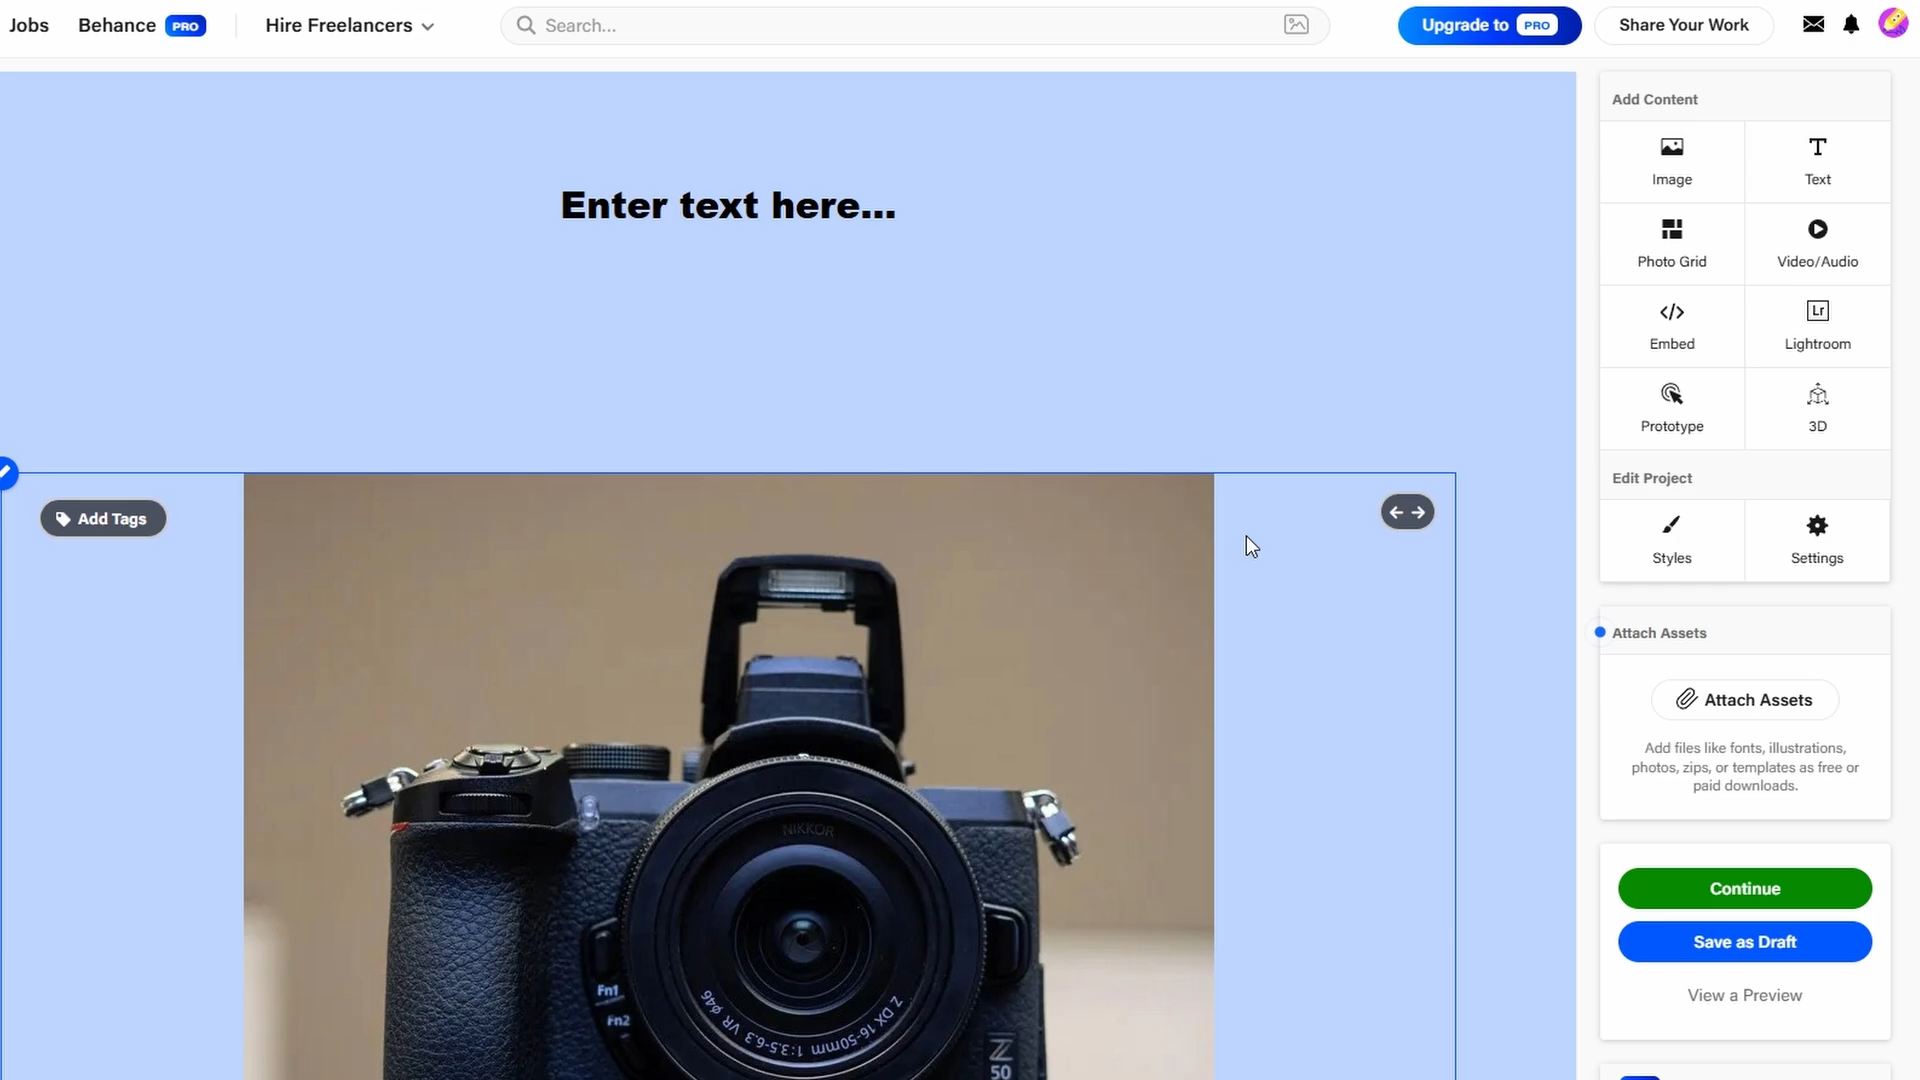 Jobs
Behance PRO
Hire Freelancers
Search...
Upgrade to PRO
Share Your Work
Enter text here...
Add Tags
NIKKOR
Z DX 16-50mm 1:3.5-6.3 VR ⌀46
Fn1
Fn2
Z
50
Add Content
Image
Text
Photo Grid
Video/Audio
Embed
Lr
Lightroom
Prototype
3D
Edit Project
Styles
Settings
Attach Assets
Attach Assets
Add files like fonts, illustrations,
photos, zips, or templates as free or
paid downloads.
Continue
Save as Draft
View a Preview